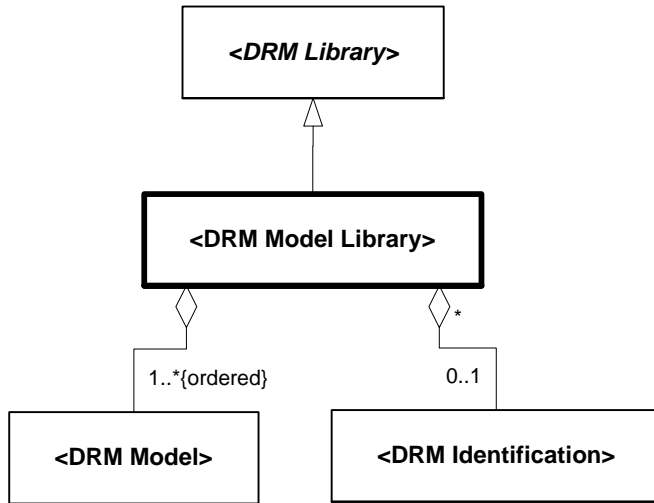 <DRM Library>
<DRM Model Library>
*
1..*{ordered}
0..1
<DRM Model>
<DRM Identification>